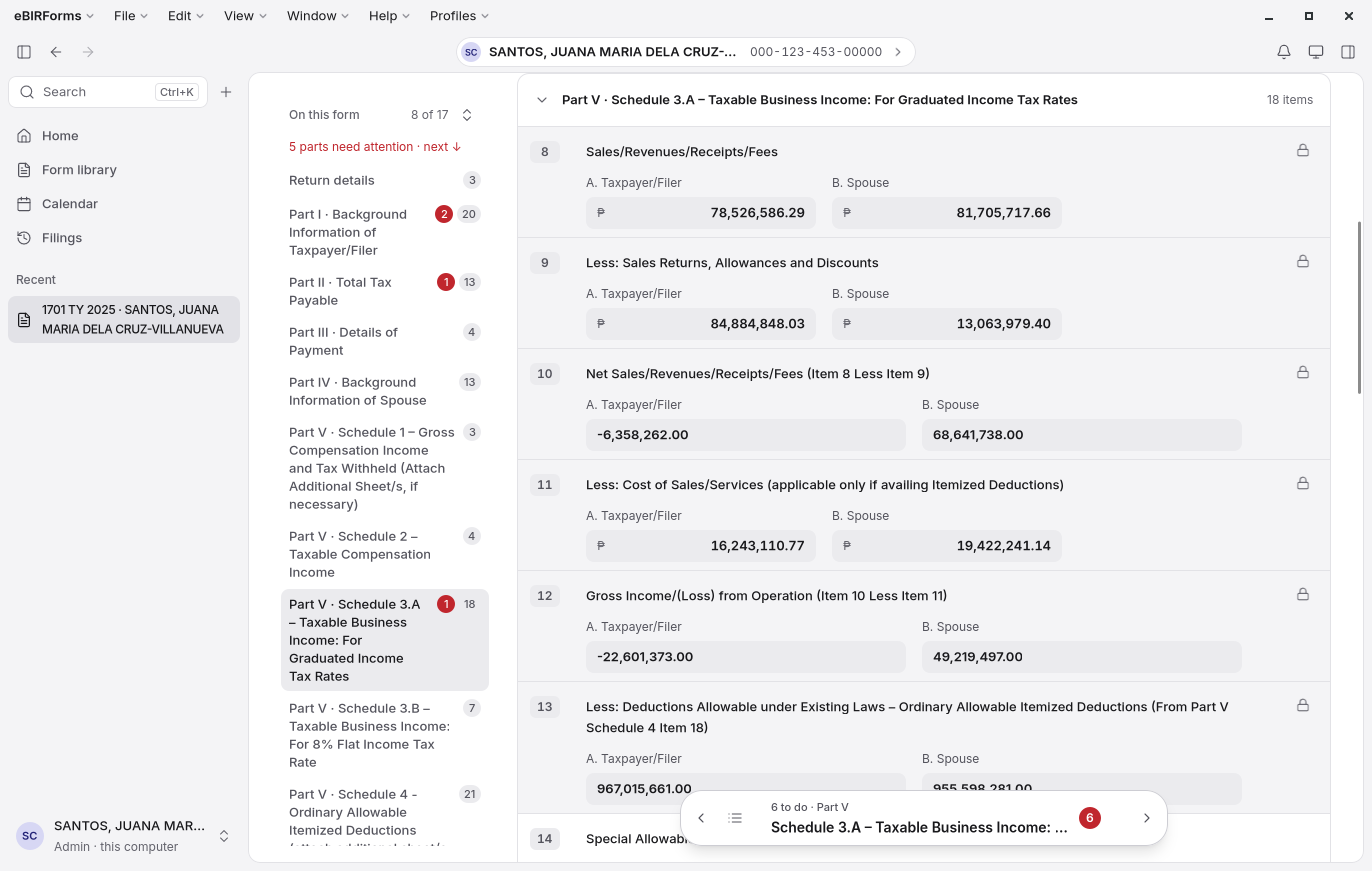 eBIRForms File Edit View Window Help Profiles
SC SANTOS, JUANA MARIA DELA CRUZ-... 000-123-453-00000
Search Ctrl+K
Home
Form library
Calendar
Filings
Recent
1701 TY 2025 · SANTOS, JUANA
MARIA DELA CRUZ-VILLANUEVA
SC SANTOS, JUANA MAR...
Admin · this computer
On this form 8 of 17
5 parts need attention · next ↓
Return details 3
Part I · Background 2 20
Information of
Taxpayer/Filer
Part II · Total Tax 1 13
Payable
Part III · Details of 4
Payment
Part IV · Background 13
Information of Spouse
Part V · Schedule 1 – Gross 3
Compensation Income
and Tax Withheld (Attach
Additional Sheet/s, if
necessary)
Part V · Schedule 2 – 4
Taxable Compensation
Income
Part V · Schedule 3.A 1 18
– Taxable Business
Income: For
Graduated Income
Tax Rates
Part V · Schedule 3.B – 7
Taxable Business Income:
For 8% Flat Income Tax
Rate
Part V · Schedule 4 - 21
Ordinary Allowable
Itemized Deductions
Part V · Schedule 3.A – Taxable Business Income: For Graduated Income Tax Rates 18 items
8 Sales/Revenues/Receipts/Fees
A. Taxpayer/Filer B. Spouse
₱ 78,526,586.29 ₱ 81,705,717.66
9 Less: Sales Returns, Allowances and Discounts
A. Taxpayer/Filer B. Spouse
₱ 84,884,848.03 ₱ 13,063,979.40
10 Net Sales/Revenues/Receipts/Fees (Item 8 Less Item 9)
A. Taxpayer/Filer B. Spouse
-6,358,262.00 68,641,738.00
11 Less: Cost of Sales/Services (applicable only if availing Itemized Deductions)
A. Taxpayer/Filer B. Spouse
₱ 16,243,110.77 ₱ 19,422,241.14
12 Gross Income/(Loss) from Operation (Item 10 Less Item 11)
A. Taxpayer/Filer B. Spouse
-22,601,373.00 49,219,497.00
13 Less: Deductions Allowable under Existing Laws – Ordinary Allowable Itemized Deductions (From Part V
Schedule 4 Item 18)
A. Taxpayer/Filer B. Spouse
967,015,661.00 955,598,281.00
14 Special
6 to do · Part V
Schedule 3.A – Taxable Business Income: ... 6